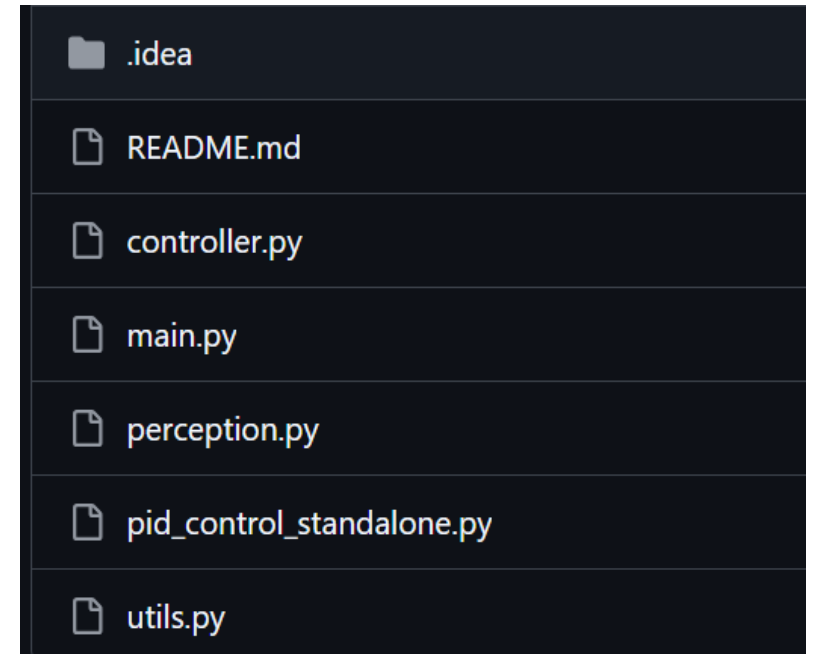 .idea
README.md
controller.py
main.py
perception.py
pid_control_standalone.py
utils.py